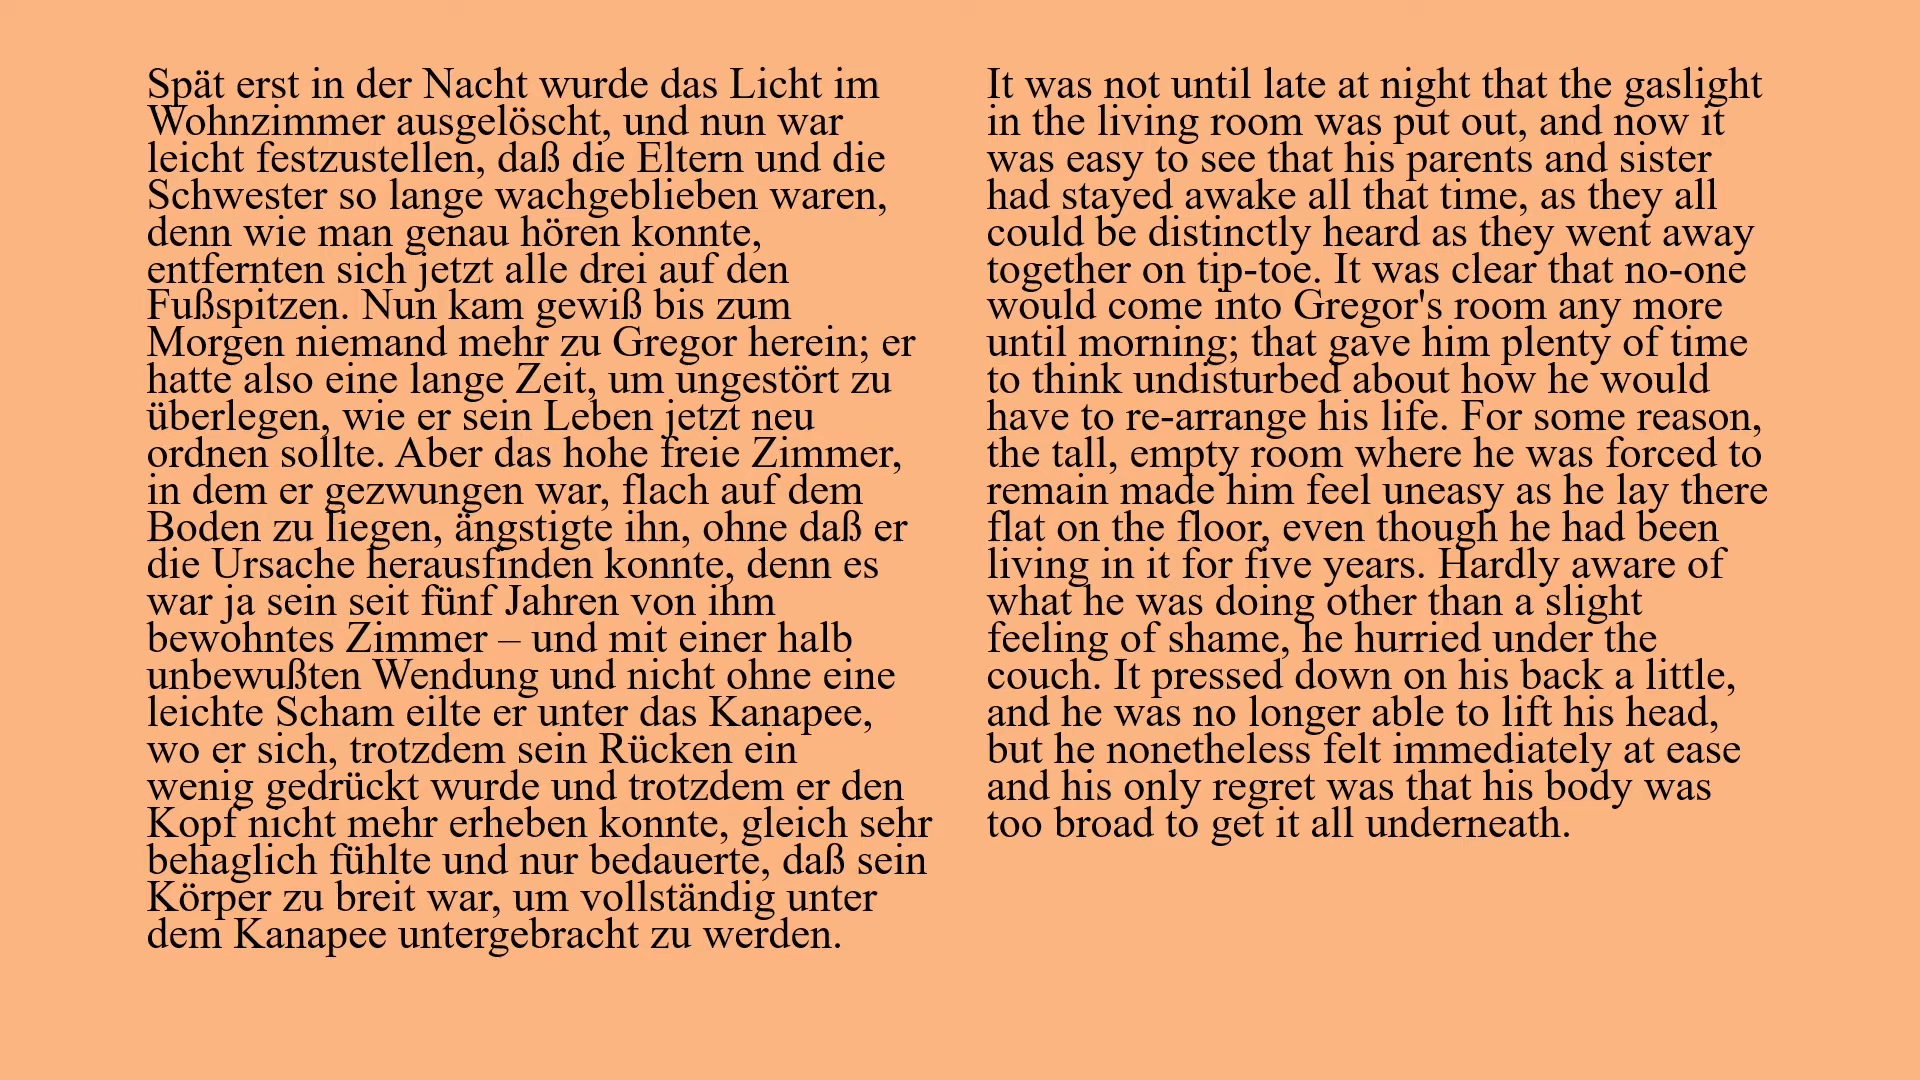 Spät erst in der Nacht wurde das Licht im
Wohnzimmer ausgelöscht, und nun war
leicht festzustellen, daß die Eltern und die
Schwester so lange wachgeblieben waren,
denn wie man genau hören konnte,
entfernten sich jetzt alle drei auf den
Fußspitzen. Nun kam gewiß bis zum
Morgen niemand mehr zu Gregor herein; er
hatte also eine lange Zeit, um ungestört zu
überlegen, wie er sein Leben jetzt neu
ordnen sollte. Aber das hohe freie Zimmer,
in dem er gezwungen war, flach auf dem
Boden zu liegen, ängstigte ihn, ohne daß er
die Ursache herausfinden konnte, denn es
war ja sein seit fünf Jahren von ihm
bewohntes Zimmer – und mit einer halb
unbewußten Wendung und nicht ohne eine
leichte Scham eilte er unter das Kanapee,
wo er sich, trotzdem sein Rücken ein
wenig gedrückt wurde und trotzdem er den
Kopf nicht mehr erheben konnte, gleich sehr
behaglich fühlte und nur bedauerte, daß sein
Körper zu breit war, um vollständig unter
dem Kanapee untergebracht zu werden.
It was not until late at night that the gaslight
in the living room was put out, and now it
was easy to see that his parents and sister
had stayed awake all that time, as they all
could be distinctly heard as they went away
together on tip-toe. It was clear that no-one
would come into Gregor's room any more
until morning; that gave him plenty of time
to think undisturbed about how he would
have to re-arrange his life. For some reason,
the tall, empty room where he was forced to
remain made him feel uneasy as he lay there
flat on the floor, even though he had been
living in it for five years. Hardly aware of
what he was doing other than a slight
feeling of shame, he hurried under the
couch. It pressed down on his back a little,
and he was no longer able to lift his head,
but he nonetheless felt immediately at ease
and his only regret was that his body was
too broad to get it all underneath.